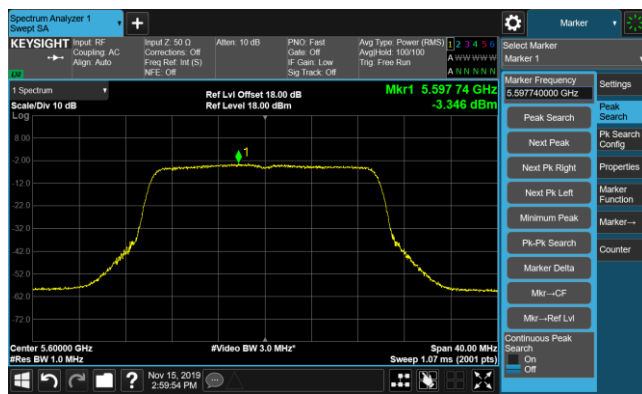 Spectrum Analyzer 1
Swept SA
+
Marker
KEYSIGHT
Input: RF
Coupling: AC
Align: Auto
Input Z: 50 Ω
Corrections: Off
Freq Ref: Int (S)
NFE: Off
Atten: 10 dB
PNO: Fast
Gate: Off
IF Gain: Low
Sig Track: Off
Avg Type: Power (RMS)
Avg|Hold: 100/100
Trig: Free Run
1 2 3 4 5 6
A W W W W W
A N N N N N
Select Marker
Marker 1
1 Spectrum
Scale/Div 10 dB
Log
Ref Lvl Offset 18.00 dB
Ref Level 18.00 dBm
Mkr1 5.597 74 GHz
-3.346 dBm
8.00
-2.00
-12.0
-22.0
-32.0
-42.0
-52.0
-62.0
-72.0
1
Center 5.60000 GHz
#Res BW 1.0 MHz
#Video BW 3.0 MHz*
Span 40.00 MHz
Sweep 1.07 ms (2001 pts)
Marker Frequency
5.597740000 GHz
Peak Search
Next Peak
Next Pk Right
Next Pk Left
Minimum Peak
Pk-Pk Search
Marker Delta
Mkr→CF
Mkr→Ref Lvl
Continuous Peak
Search
On
Off
Settings
Peak
Search
Pk Search
Config
Properties
Marker
Function
Marker→
Counter
?
Nov 15, 2019
2:59:54 PM